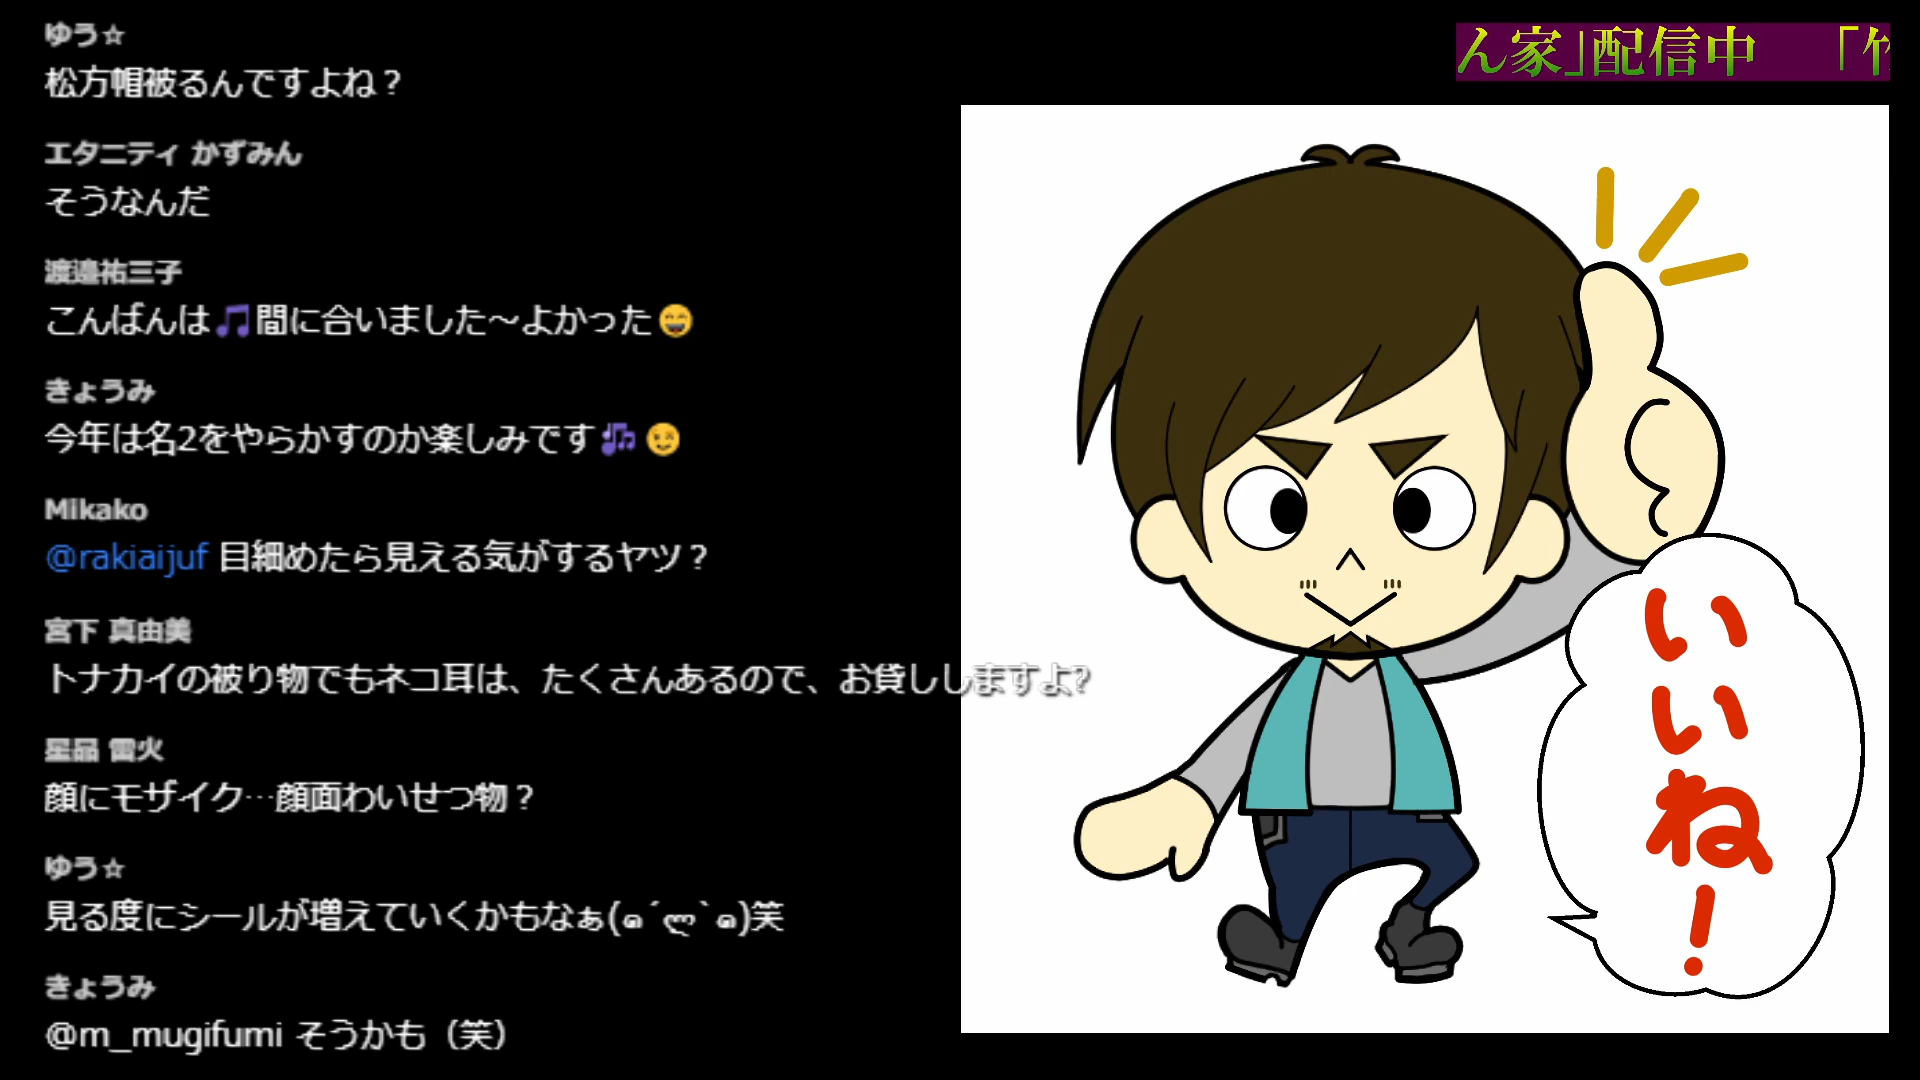 ゆう☆
松方帽被るんですよね？
エタニティ かずみん
そうなんだ
渡邉祐三子
こんばんは🎵間に合いました～よかった😄
きょうみ
今年は名2をやらかすのか楽しみです🎶😉
Mikako
@rakiaijuf 目細めたら見える気がするヤツ？
宮下 真由美
トナカイの被り物でもネコ耳は、たくさんあるので、お貸ししますよ?
星晶 雷火
顔にモザイク…顔面わいせつ物？
ゆう☆
見る度にシールが増えていくかもなぁ(๑´ლ`๑)笑
きょうみ
@m_mugifumi そうかも（笑）
ん家」配信中 「竹
いいね！